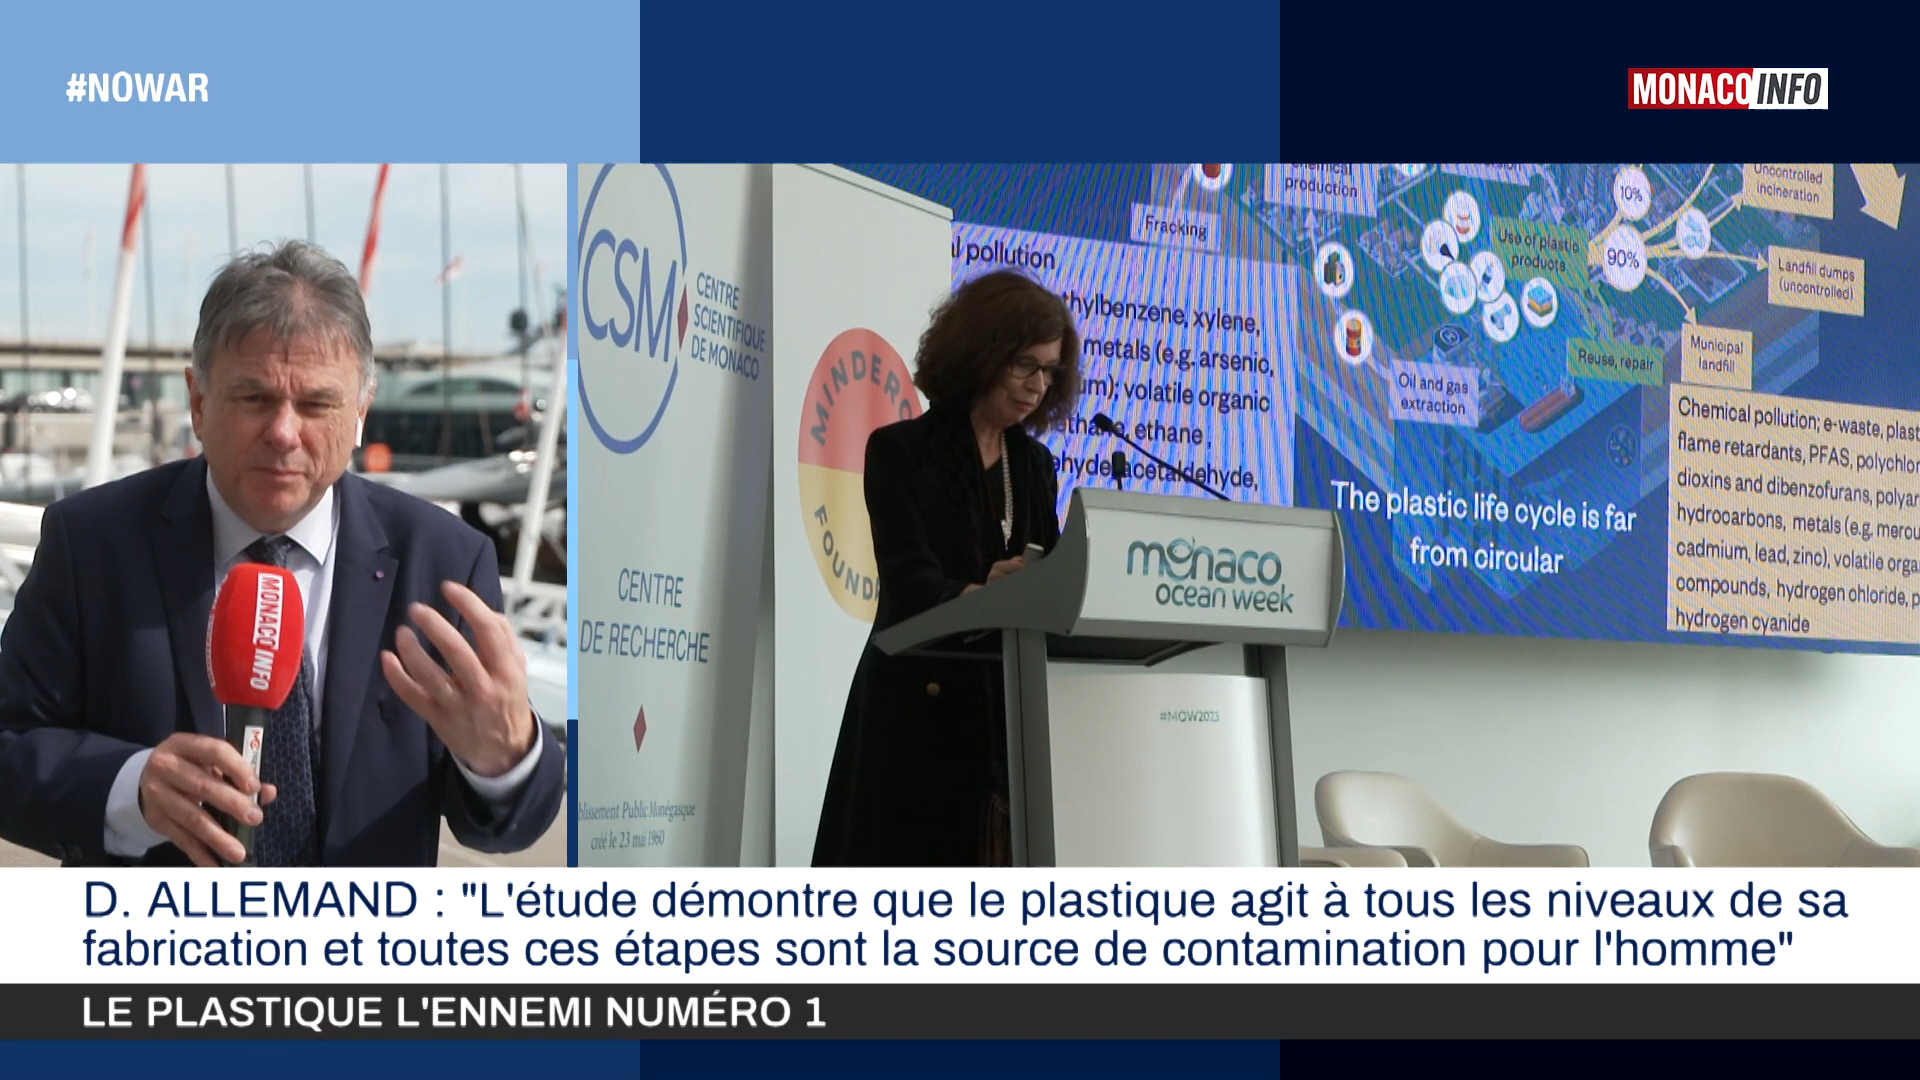 #NOWAR
MONACO INFO
CSM
CENTRE
SCIENTIFIQUE
DE MONACO
CENTRE
DE RECHERCHE
Public Monégasque
créé le 23 mai 1960
MINDERO
FOUND
pollution
thylbenzene, xylene,
metals (e.g. arsenic,
volatile organic
ethane,
acetaldehyde,
Fracking
production
Use of plastic
products
10%
90%
Uncontrolled
incineration
Landfill dumps
(uncontrolled)
Municipal
landfill
Reuse, repair
Oil and gas
extraction
The plastic life cycle is far
from circular
Chemical pollution; e-waste, plast
flame retardants, PFAS, polychlor
dioxins and dibenzofurans, polyar
hydrocarbons, metals (e.g. mercu
cadmium, lead, zinc), volatile orga
compounds, hydrogen chloride, p
hydrogen cyanide
monaco
ocean week
#MOW2023
MONACO INFO
D. ALLEMAND : "L'étude démontre que le plastique agit à tous les niveaux de sa
fabrication et toutes ces étapes sont la source de contamination pour l'homme"
LE PLASTIQUE L'ENNEMI NUMÉRO 1